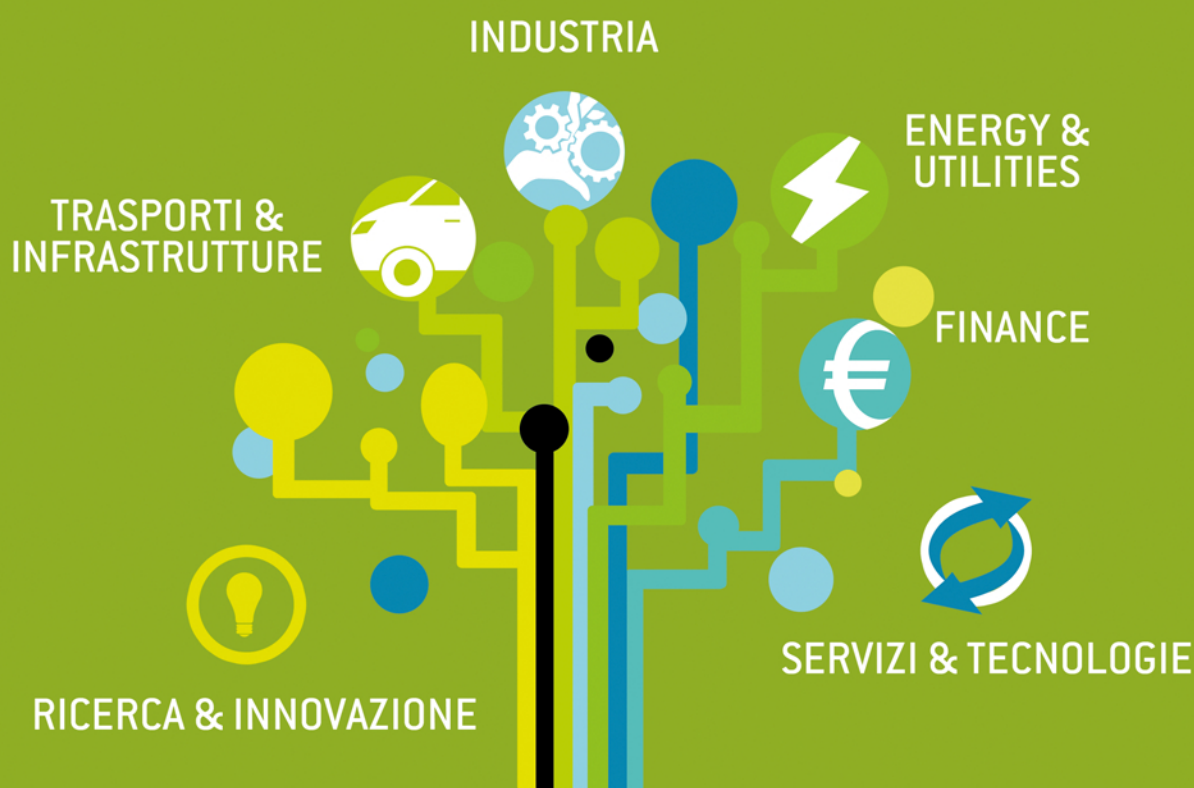 INDUSTRIA
ENERGY &
UTILITIES
TRASPORTI &
INFRASTRUTTURE
FINANCE
€
SERVIZI & TECNOLOGIE
RICERCA & INNOVAZIONE